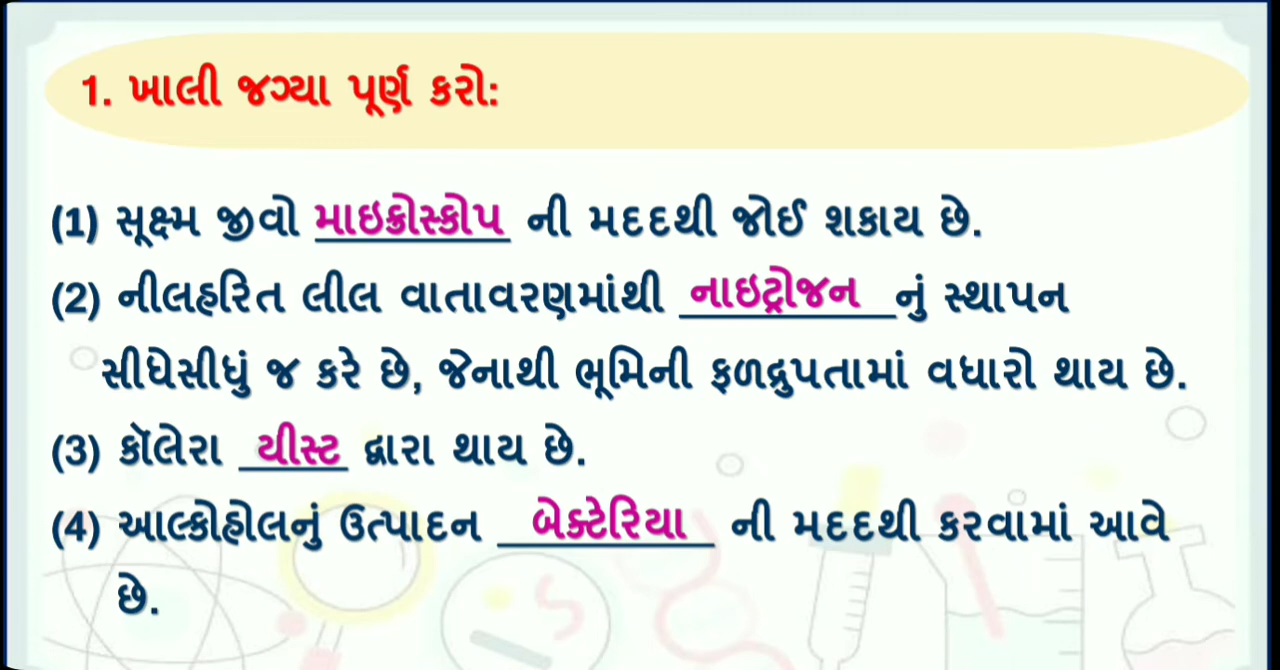 1. ખાલી જગ્યા પૂર્ણ કરો:
(1) સૂક્ષ્મ જીવો માઇક્રોસ્કોપ ની મદદથી જોઈ શકાય છે.
(2) નીલહરિત લીલ વાતાવરણમાંથી નાઇટ્રોજન નું સ્થાપન
સીધેસીધું જ કરે છે, જેનાથી ભૂમિની ફળદ્રુપતામાં વધારો થાય છે.
(3) કૉલેરા યીસ્ટ દ્વારા થાય છે.
(4) આલ્કોહોલનું ઉત્પાદન બેક્ટેરિયા ની મદદથી કરવામાં આવે
છે.